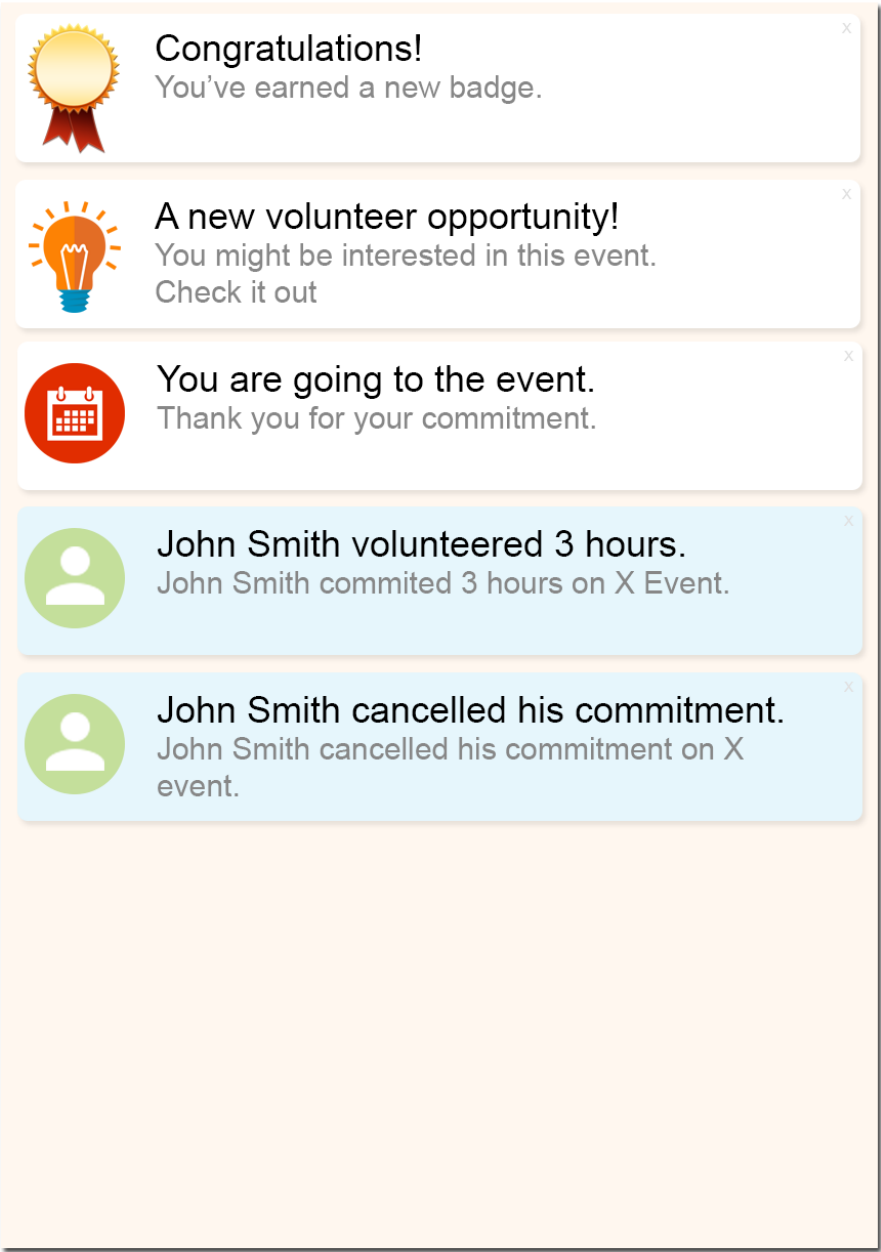 x
Congratulations!
You’ve earned a new badge.
x
A new volunteer opportunity!
You might be interested in this event.
Check it out
x
You are going to the event.
Thank you for your commitment.
x
John Smith volunteered 3 hours.
John Smith commited 3 hours on X Event.
x
John Smith cancelled his commitment.
John Smith cancelled his commitment on X
event.